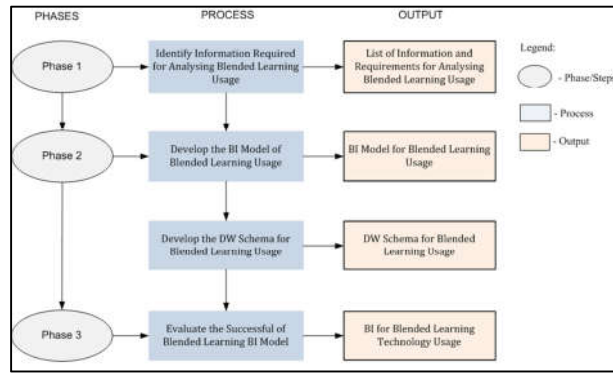 PHASES
PROCESS
OUTPUT
Phase 1
Identify Information Required
for Analysing Blended Learning
Usage
List of Information and
Requirements for Analysing
Blended Learning Usage
Legend:
- Phase/Steps
- Process
- Output
Phase 2
Develop the BI Model of
Blended Learning Usage
BI Model for Blended Learning
Usage
Develop the DW Schema for
Blended Learning Usage
DW Schema for Blended
Learning Usage
Phase 3
Evaluate the Successful of
Blended Learning BI Model
BI for Blended Learning
Technology Usage